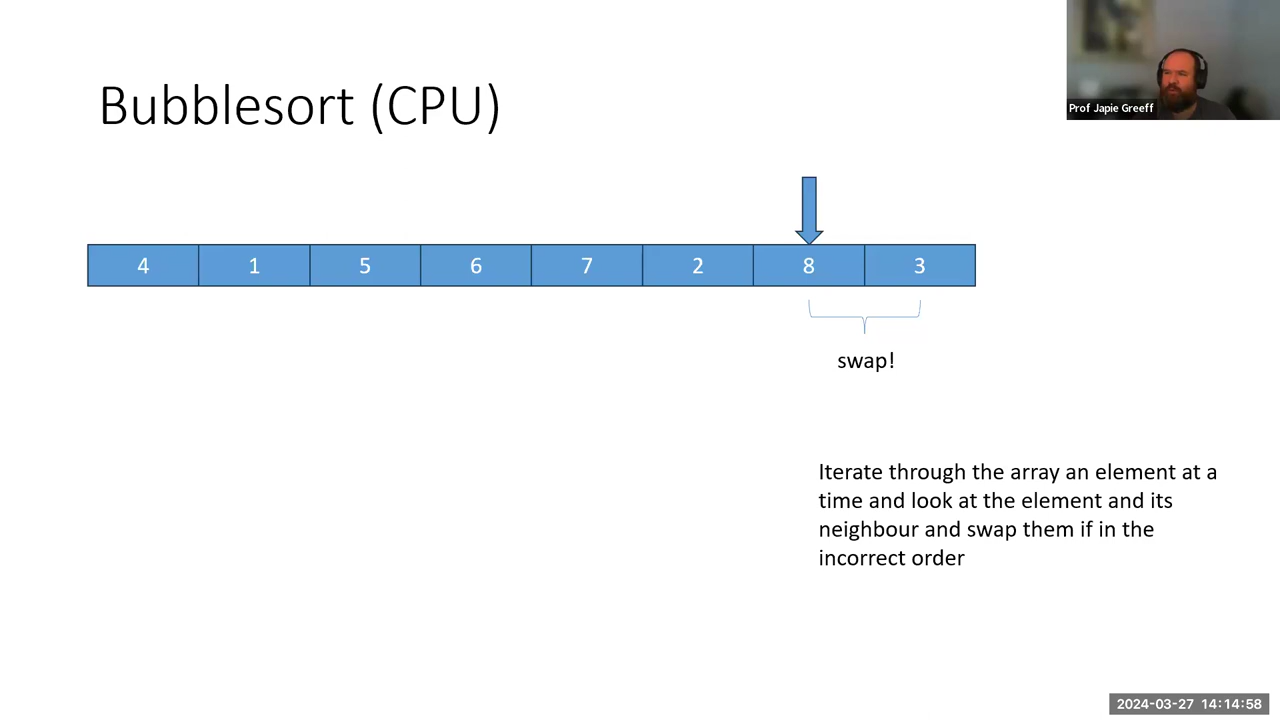 Bubblesort (CPU)
Prof Japie Greeff
4 1 5 6 7 2 8 3
swap!
Iterate through the array an element at a
time and look at the element and its
neighbour and swap them if in the
incorrect order
2024-03-27 14:14:58